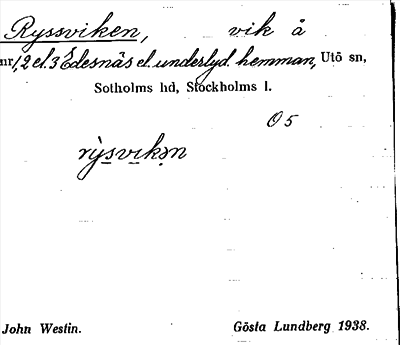 Ryssviken, vik å
nr 1, 2 el. 3 Edesnäs el. underlyd. hemman, Utö sn,
Sotholms hd, Stockholms l.
Ö 5
rỳsvikən
John Westin. Gösta Lundberg 1938.